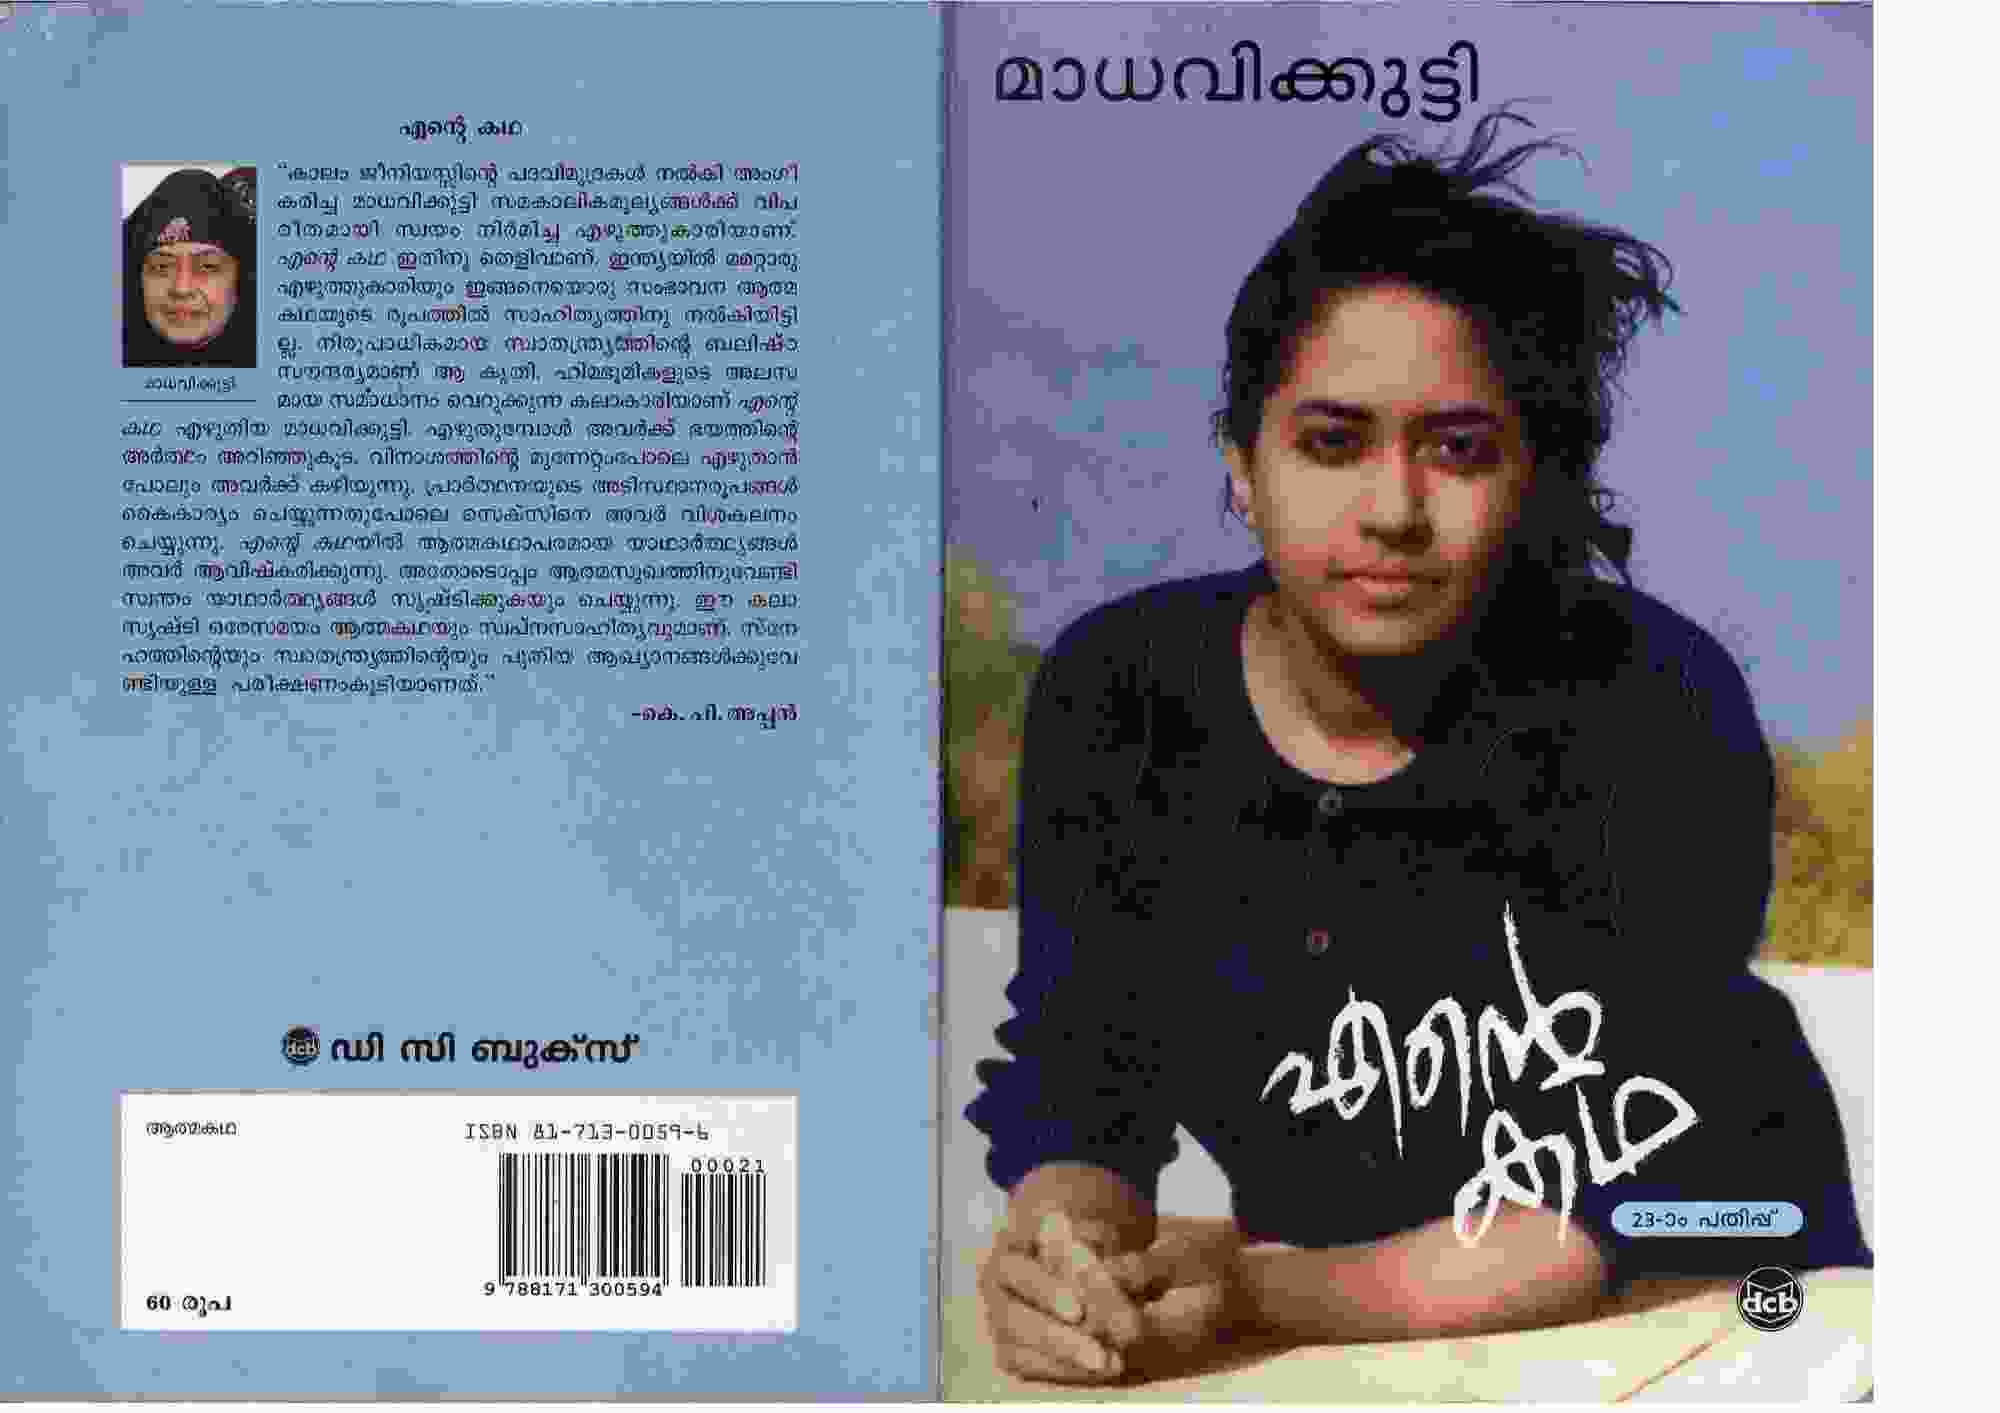 എന്റെ കഥ
“കാലം ജീനിയസ്സിന്റെ പദവിമുദ്രകൾ നൽകി അംഗീ
കരിച്ച മാധവിക്കുട്ടി സമകാലികമൂല്യങ്ങൾക്ക് വിപ
രീതമായി സ്വയം നിർമിച്ച എഴുത്തുകാരിയാണ്.
എന്റെ കഥ ഇതിനു തെളിവാണ്. ഇന്ത്യയിൽ മറ്റൊരു
എഴുത്തുകാരിയും ഇങ്ങനെയൊരു സംഭാവന ആത്മ
കഥയുടെ രൂപത്തിൽ സാഹിത്യത്തിനു നൽകിയിട്ടി
ല്ല. നിരുപാധികമായ സ്വാതന്ത്ര്യത്തിന്റെ ബലിഷ്ഠ
സൗന്ദര്യമാണ് ആ കൃതി. ഹിമഭൂമികളുടെ അലസ
മായ സമാധാനം വെറുക്കുന്ന കലാകാരിയാണ് എന്റെ
കഥ എഴുതിയ മാധവിക്കുട്ടി. എഴുതുമ്പോൾ അവർക്ക് ഭയത്തിന്റെ
അർത്ഥം അറിഞ്ഞുകൂട. വിനാശത്തിന്റെ മുന്നേറ്റംപോലെ എഴുതാൻ
പോലും അവർക്ക് കഴിയുന്നു. പ്രാർത്ഥനയുടെ അടിസ്ഥാനരൂപങ്ങൾ
കൈകാര്യം ചെയ്യുന്നതുപോലെ സെക്സിനെ അവർ വിശകലനം
ചെയ്യുന്നു. എന്റെ കഥയിൽ ആത്മകഥാപരമായ യാഥാർത്ഥ്യങ്ങൾ
അവർ ആവിഷ്കരിക്കുന്നു. അതോടൊപ്പം ആത്മസുഖത്തിനുവേണ്ടി
സ്വന്തം യാഥാർത്ഥ്യങ്ങൾ സൃഷ്ടിക്കുകയും ചെയ്യുന്നു. ഈ കലാ
സൃഷ്ടി ഒരേസമയം ആത്മകഥയും സ്വപ്നസാഹിത്യവുമാണ്. സ്നേ
ഹത്തിന്റെയും സ്വാതന്ത്ര്യത്തിന്റെയും പുതിയ ആഖ്യാനങ്ങൾക്കുവേ
ണ്ടിയുള്ള പരീക്ഷണംകൂടിയാണത്.”
-കെ. പി. അപ്പൻ
മാധവിക്കുട്ടി
dcb ഡി സി ബുക്സ്
ആത്മകഥ
ISBN 81-713-0059-6
00021
9 788171 300594
60 രൂപ
മാധവിക്കുട്ടി
എന്റെ
കഥ
23-ാം പതിപ്പ്
dcb